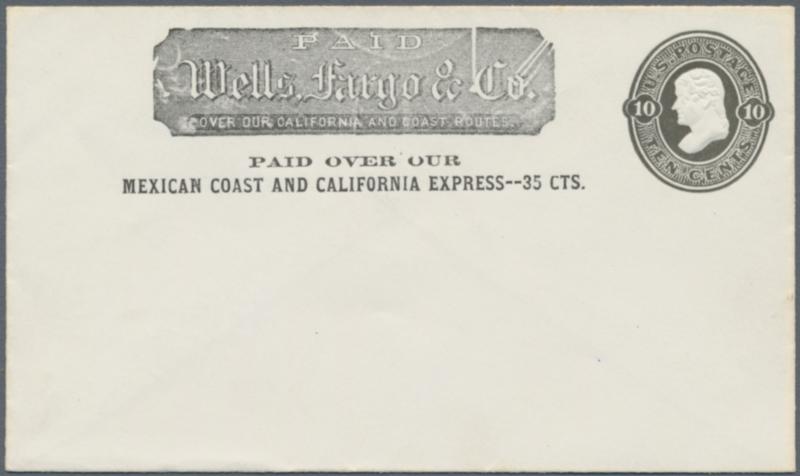 PAID
Wells, Fargo & Co.
OVER OUR CALIFORNIA AND COAST ROUTES.
PAID OVER OUR
MEXICAN COAST AND CALIFORNIA EXPRESS--35 CTS.
U.S. POSTAGE
10 10
TEN CENTS